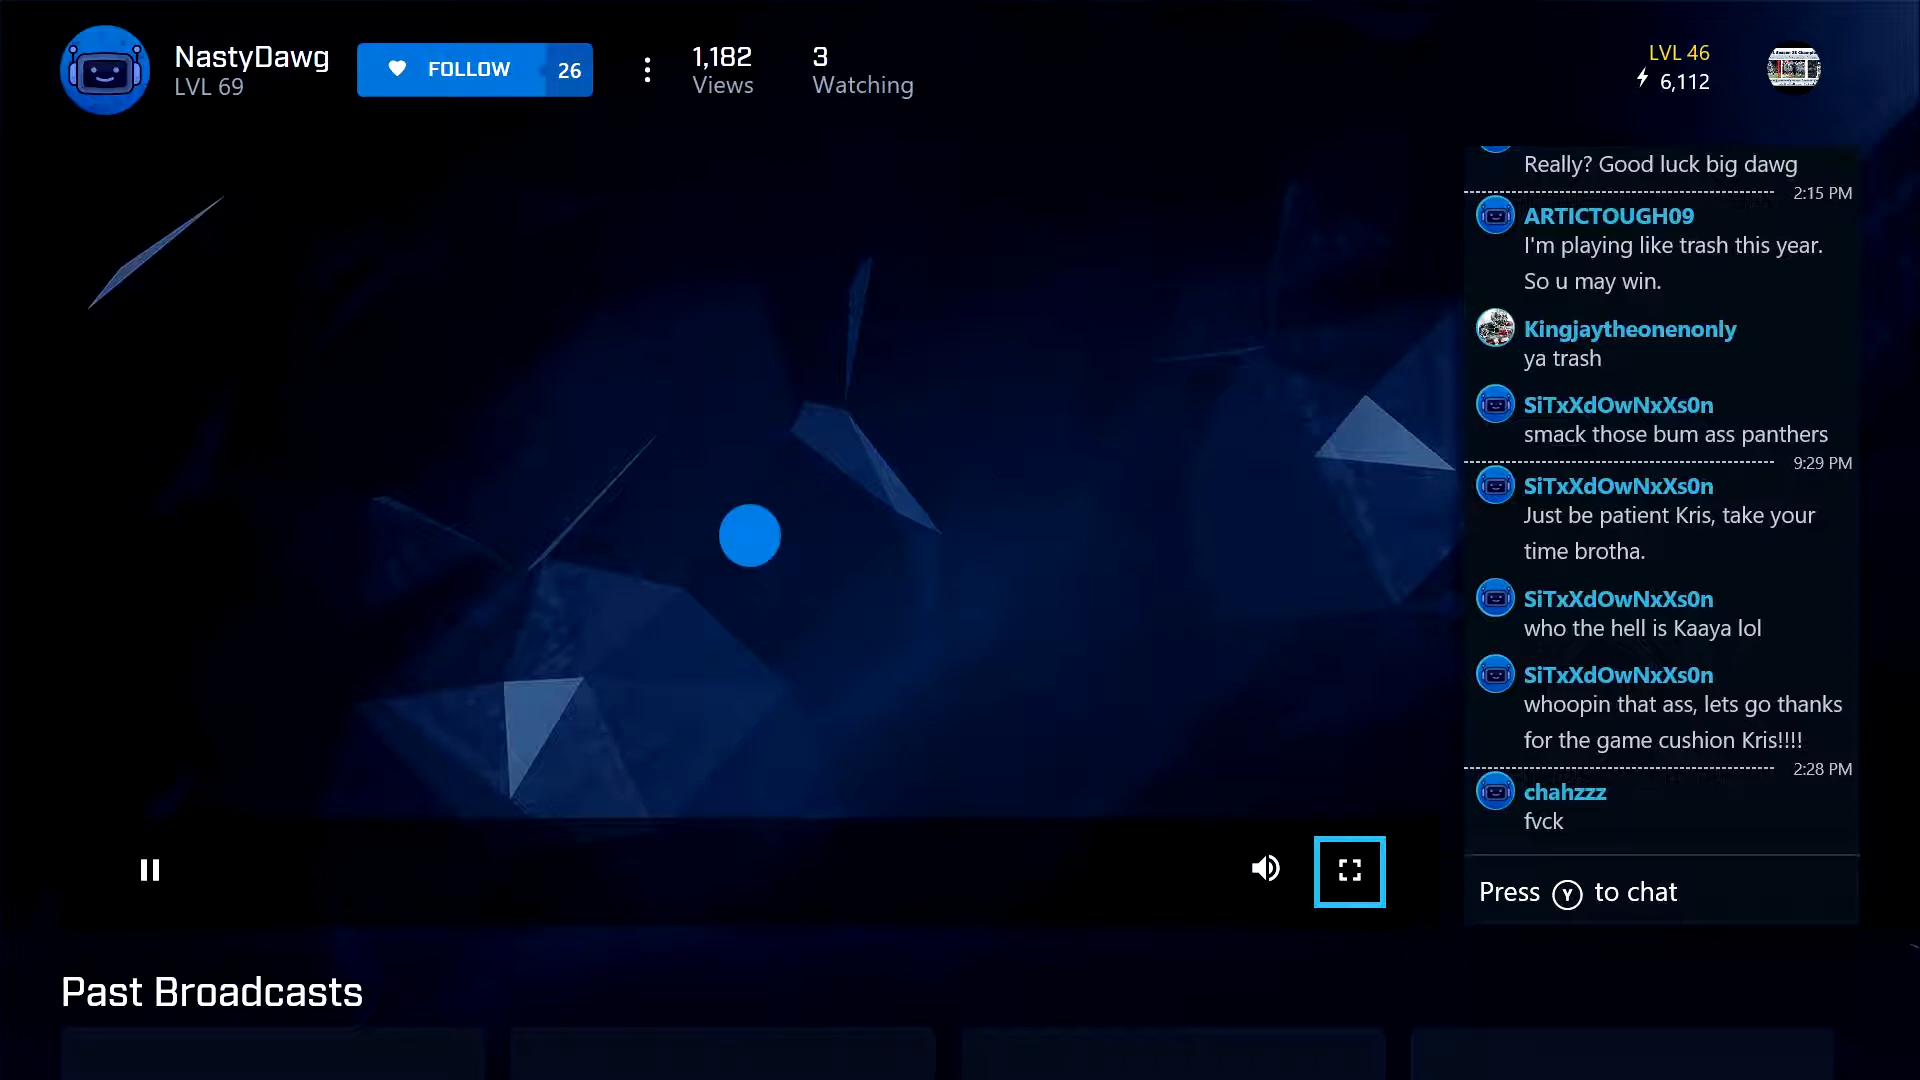 NastyDawg
LVL 69
FOLLOW 26
1,182
Views
3
Watching
LVL 46
6,112
Really? Good luck big dawg
2:15 PM
ARTICTOUGH09
I'm playing like trash this year.
So u may win.
Kingjaytheonenonly
ya trash
SiTxXdOwNxXs0n
smack those bum ass panthers
9:29 PM
SiTxXdOwNxXs0n
Just be patient Kris, take your
time brotha.
SiTxXdOwNxXs0n
who the hell is Kaaya lol
SiTxXdOwNxXs0n
whoopin that ass, lets go thanks
for the game cushion Kris!!!!
2:28 PM
chahzzz
fvck
Press Y to chat
Past Broadcasts